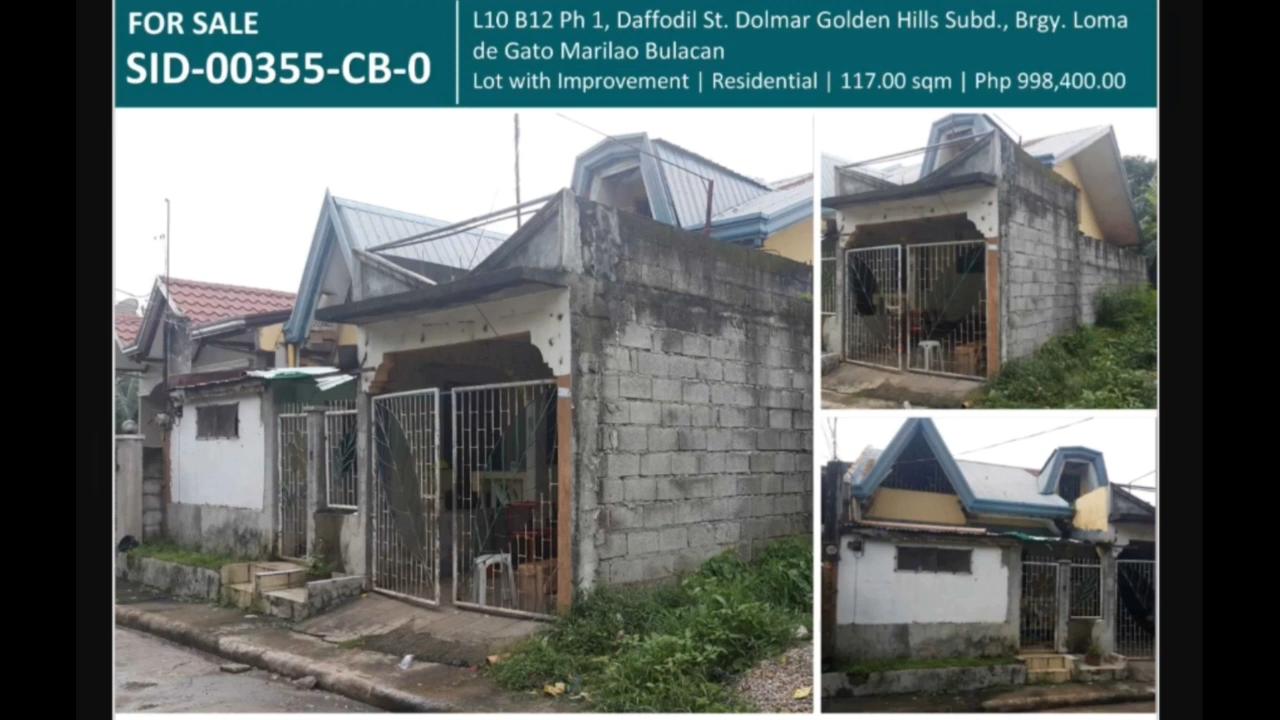 FOR SALE
SID-00355-CB-0
L10 B12 Ph 1, Daffodil St. Dolmar Golden Hills Subd., Brgy. Loma
de Gato Marilao Bulacan
Lot with Improvement | Residential | 117.00 sqm | Php 998,400.00